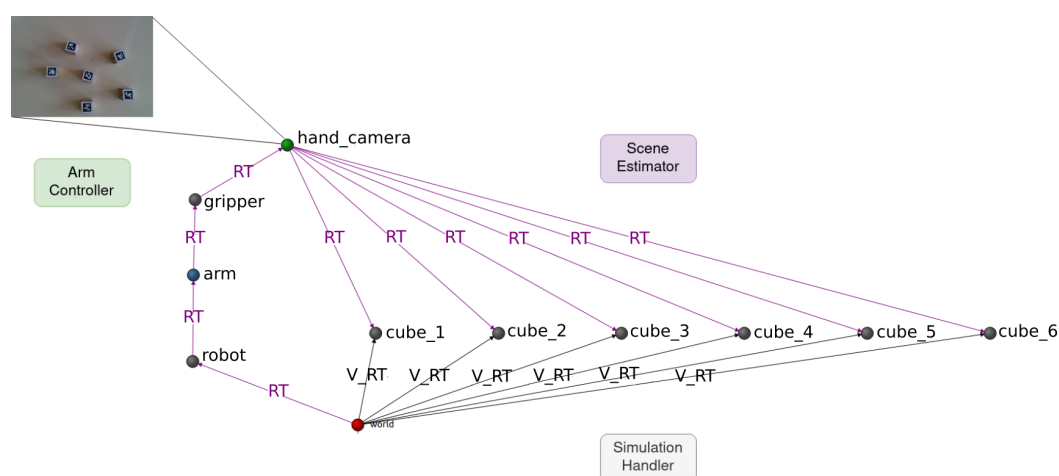 hand_camera
Scene
Estimator
Arm
Controller
RT
gripper
RT
RT
RT
RT
RT
RT
RT
arm
RT
cube_1
cube_2
cube_3
cube_4
cube_5
cube_6
robot
V_RT
V_RT
V_RT
V_RT
V_RT
V_RT
RT
world
Simulation
Handler